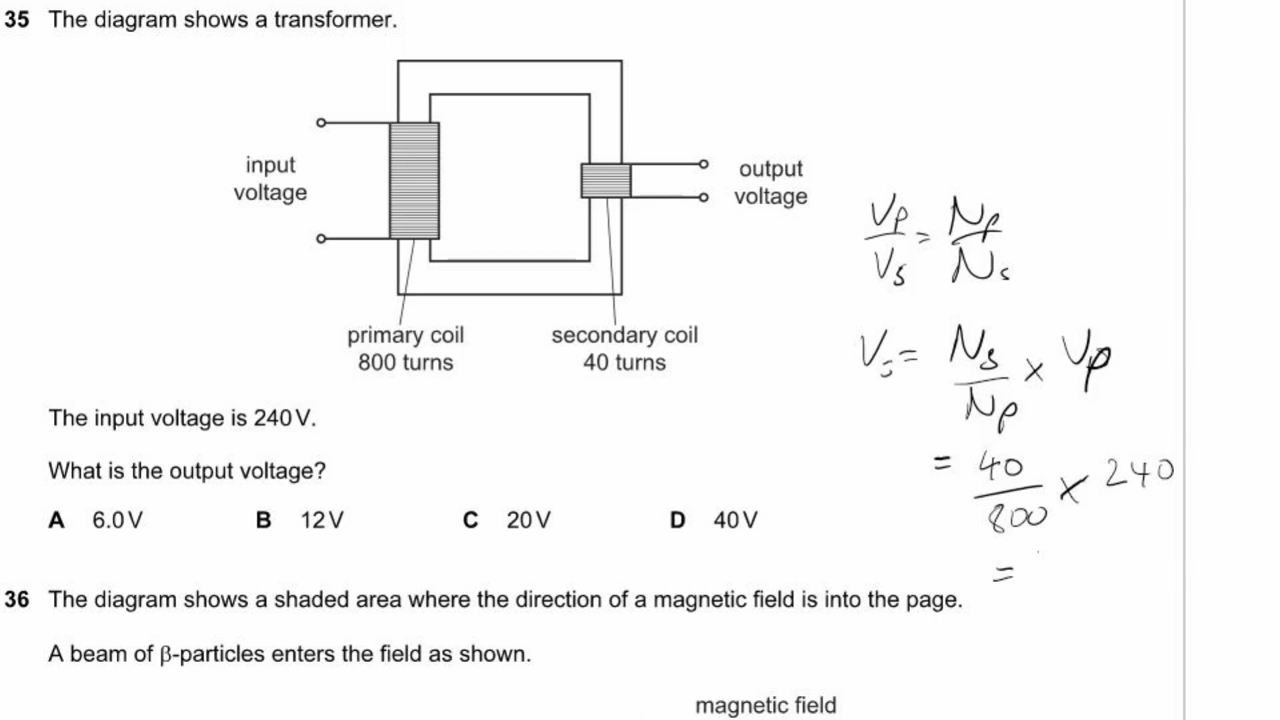 35 The diagram shows a transformer.
input
voltage
output
voltage
primary coil
800 turns
secondary coil
40 turns
The input voltage is 240 V.
What is the output voltage?
A 6.0 V B 12 V C 20 V D 40 V
Vp/Vs = Np/Ns
Vs = Ns/Np × Vp
= 40/800 × 240
=
36 The diagram shows a shaded area where the direction of a magnetic field is into the page.
A beam of β-particles enters the field as shown.
magnetic field